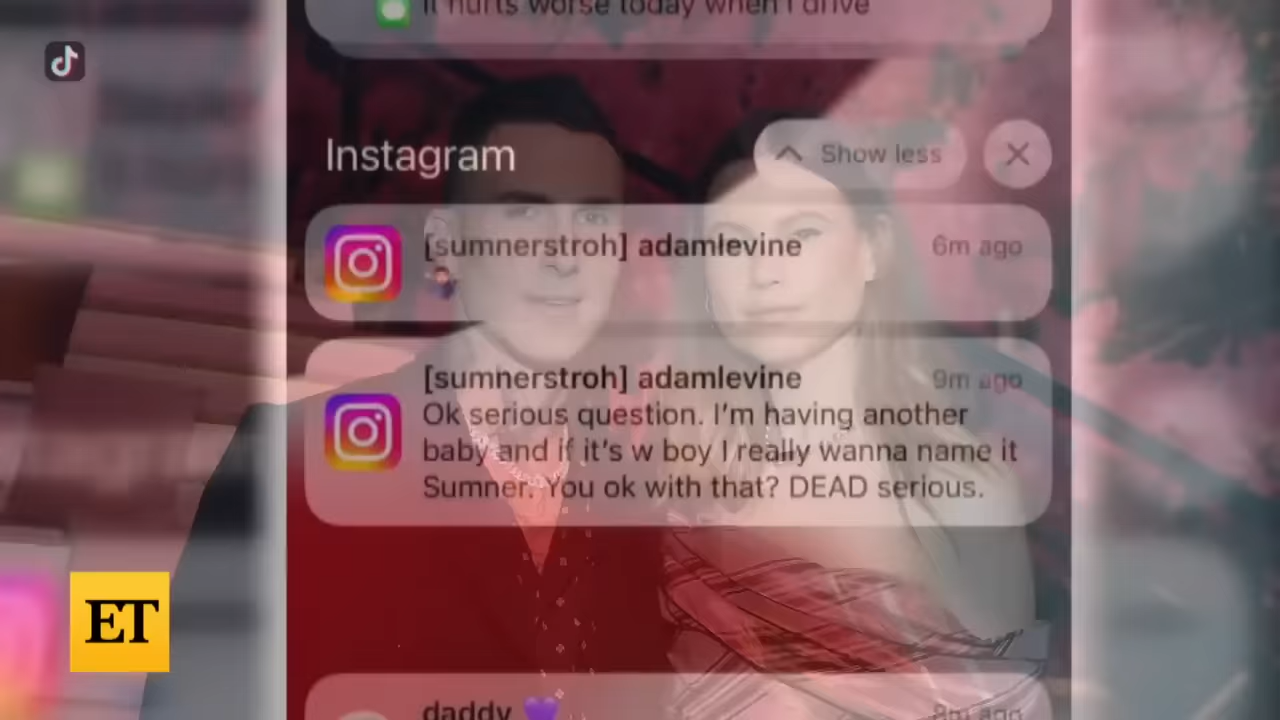 It hurts worse today when I drive
Instagram
Show less
[sumnerstroh] adamlevine
6m ago
[sumnerstroh] adamlevine
9m ago
Ok serious question. I'm having another
baby and if it's w boy I really wanna name it
Sumner. You ok with that? DEAD serious.
ET
daddy 💜
8m ago